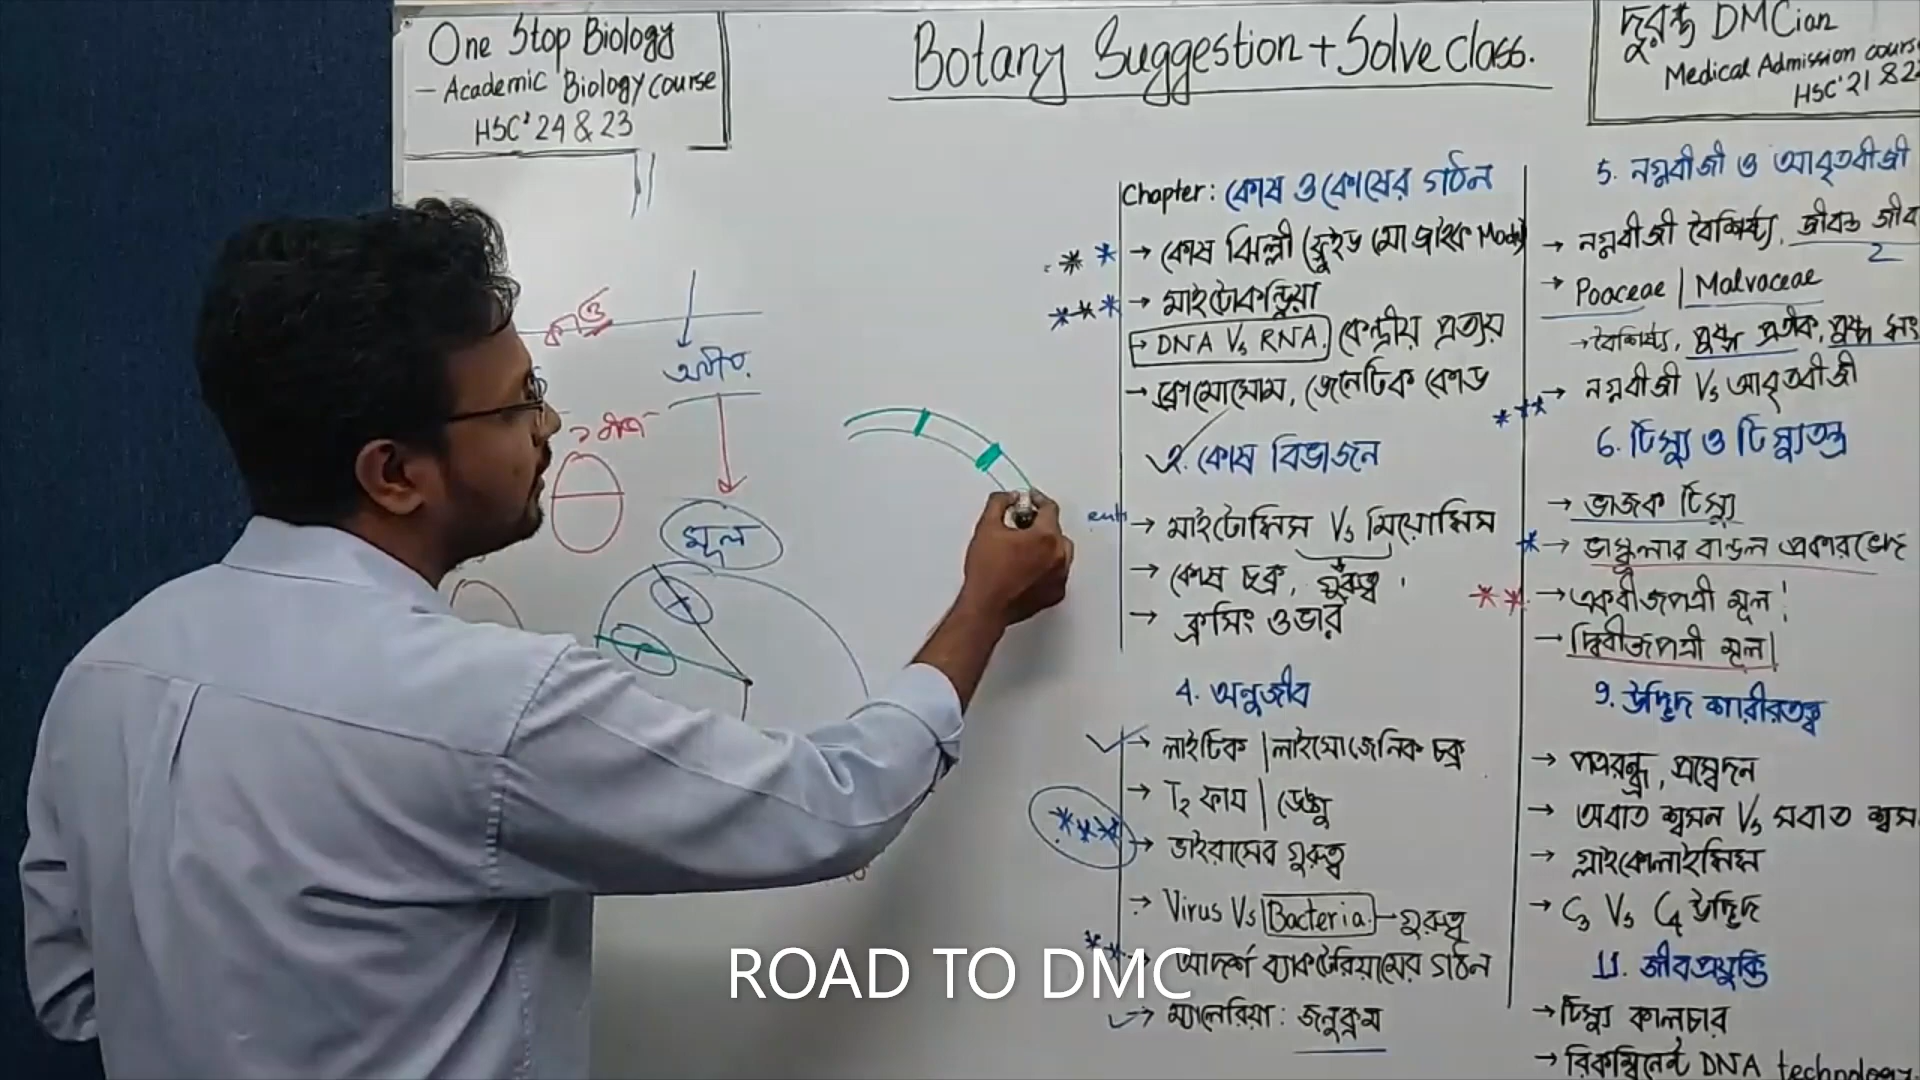 One Stop Biology
- Academic Biology course
HSC' 24 & 23
Botany Suggestion + Solve class.
দুরন্ত DMCian
Medical Admission course
HSC' 21 & 22
অগ্র.
মূল
Chapter: কোষ ও কোষের গঠন
** * → কোষ ঝিল্লী (ফ্লুইড মোজাইক Model)
*** → মাইটোকন্ড্রিয়া
→ DNA Vs RNA. কেন্দ্রীয় প্রত্যয়
→ ক্রোমোসোম, জেনেটিক কোড
২. কোষ বিভাজন
→ মাইটোসিস Vs মিয়োসিস
→ কোষ চক্র, গুরুত্ব
→ ক্রসিং ওভার
4. অনুজীব
→ লাইটিক | লাইসোজেনিক চক্র
→ T2 ফায | ডেঙ্গু
*** → ভাইরাসের গুরুত্ব
→ Virus Vs Bacteria → গুরুত্ব
** আদর্শ ব্যাকটেরিয়ামের গঠন
→ ম্যালেরিয়া: জনুক্রম
5. নগ্নবীজী ও আবৃতবীজী
→ নগ্নবীজী বৈশিষ্ট্য, জীবন্ত জীব
2
→ Poaceae | Malvaceae
→ বৈশিষ্ট্য, পুষ্প প্রতীক, পুষ্প সং
*** → নগ্নবীজী Vs আবৃতবীজী
6. টিস্যু ও টিস্যুতন্ত্র
→ ভাজক টিস্যু
* → ভাস্কুলার বান্ডল প্রকারভেদ
** → একবীজপত্রী মূল!
→ দ্বিবীজপত্রী মূল|
9. উদ্ভিদ শারীরতত্ত্ব
→ পত্ররন্ধ্র, প্রস্বেদন
→ অবাত শ্বসন Vs সবাত শ্বস
→ গ্লাইকোলাইসিস
→ C3 Vs C4 উদ্ভিদ
11. জীবপ্রযুক্তি
→ টিস্যু কালচার
→ রিকম্বিনেন্ট DNA technology.
ROAD TO DMC